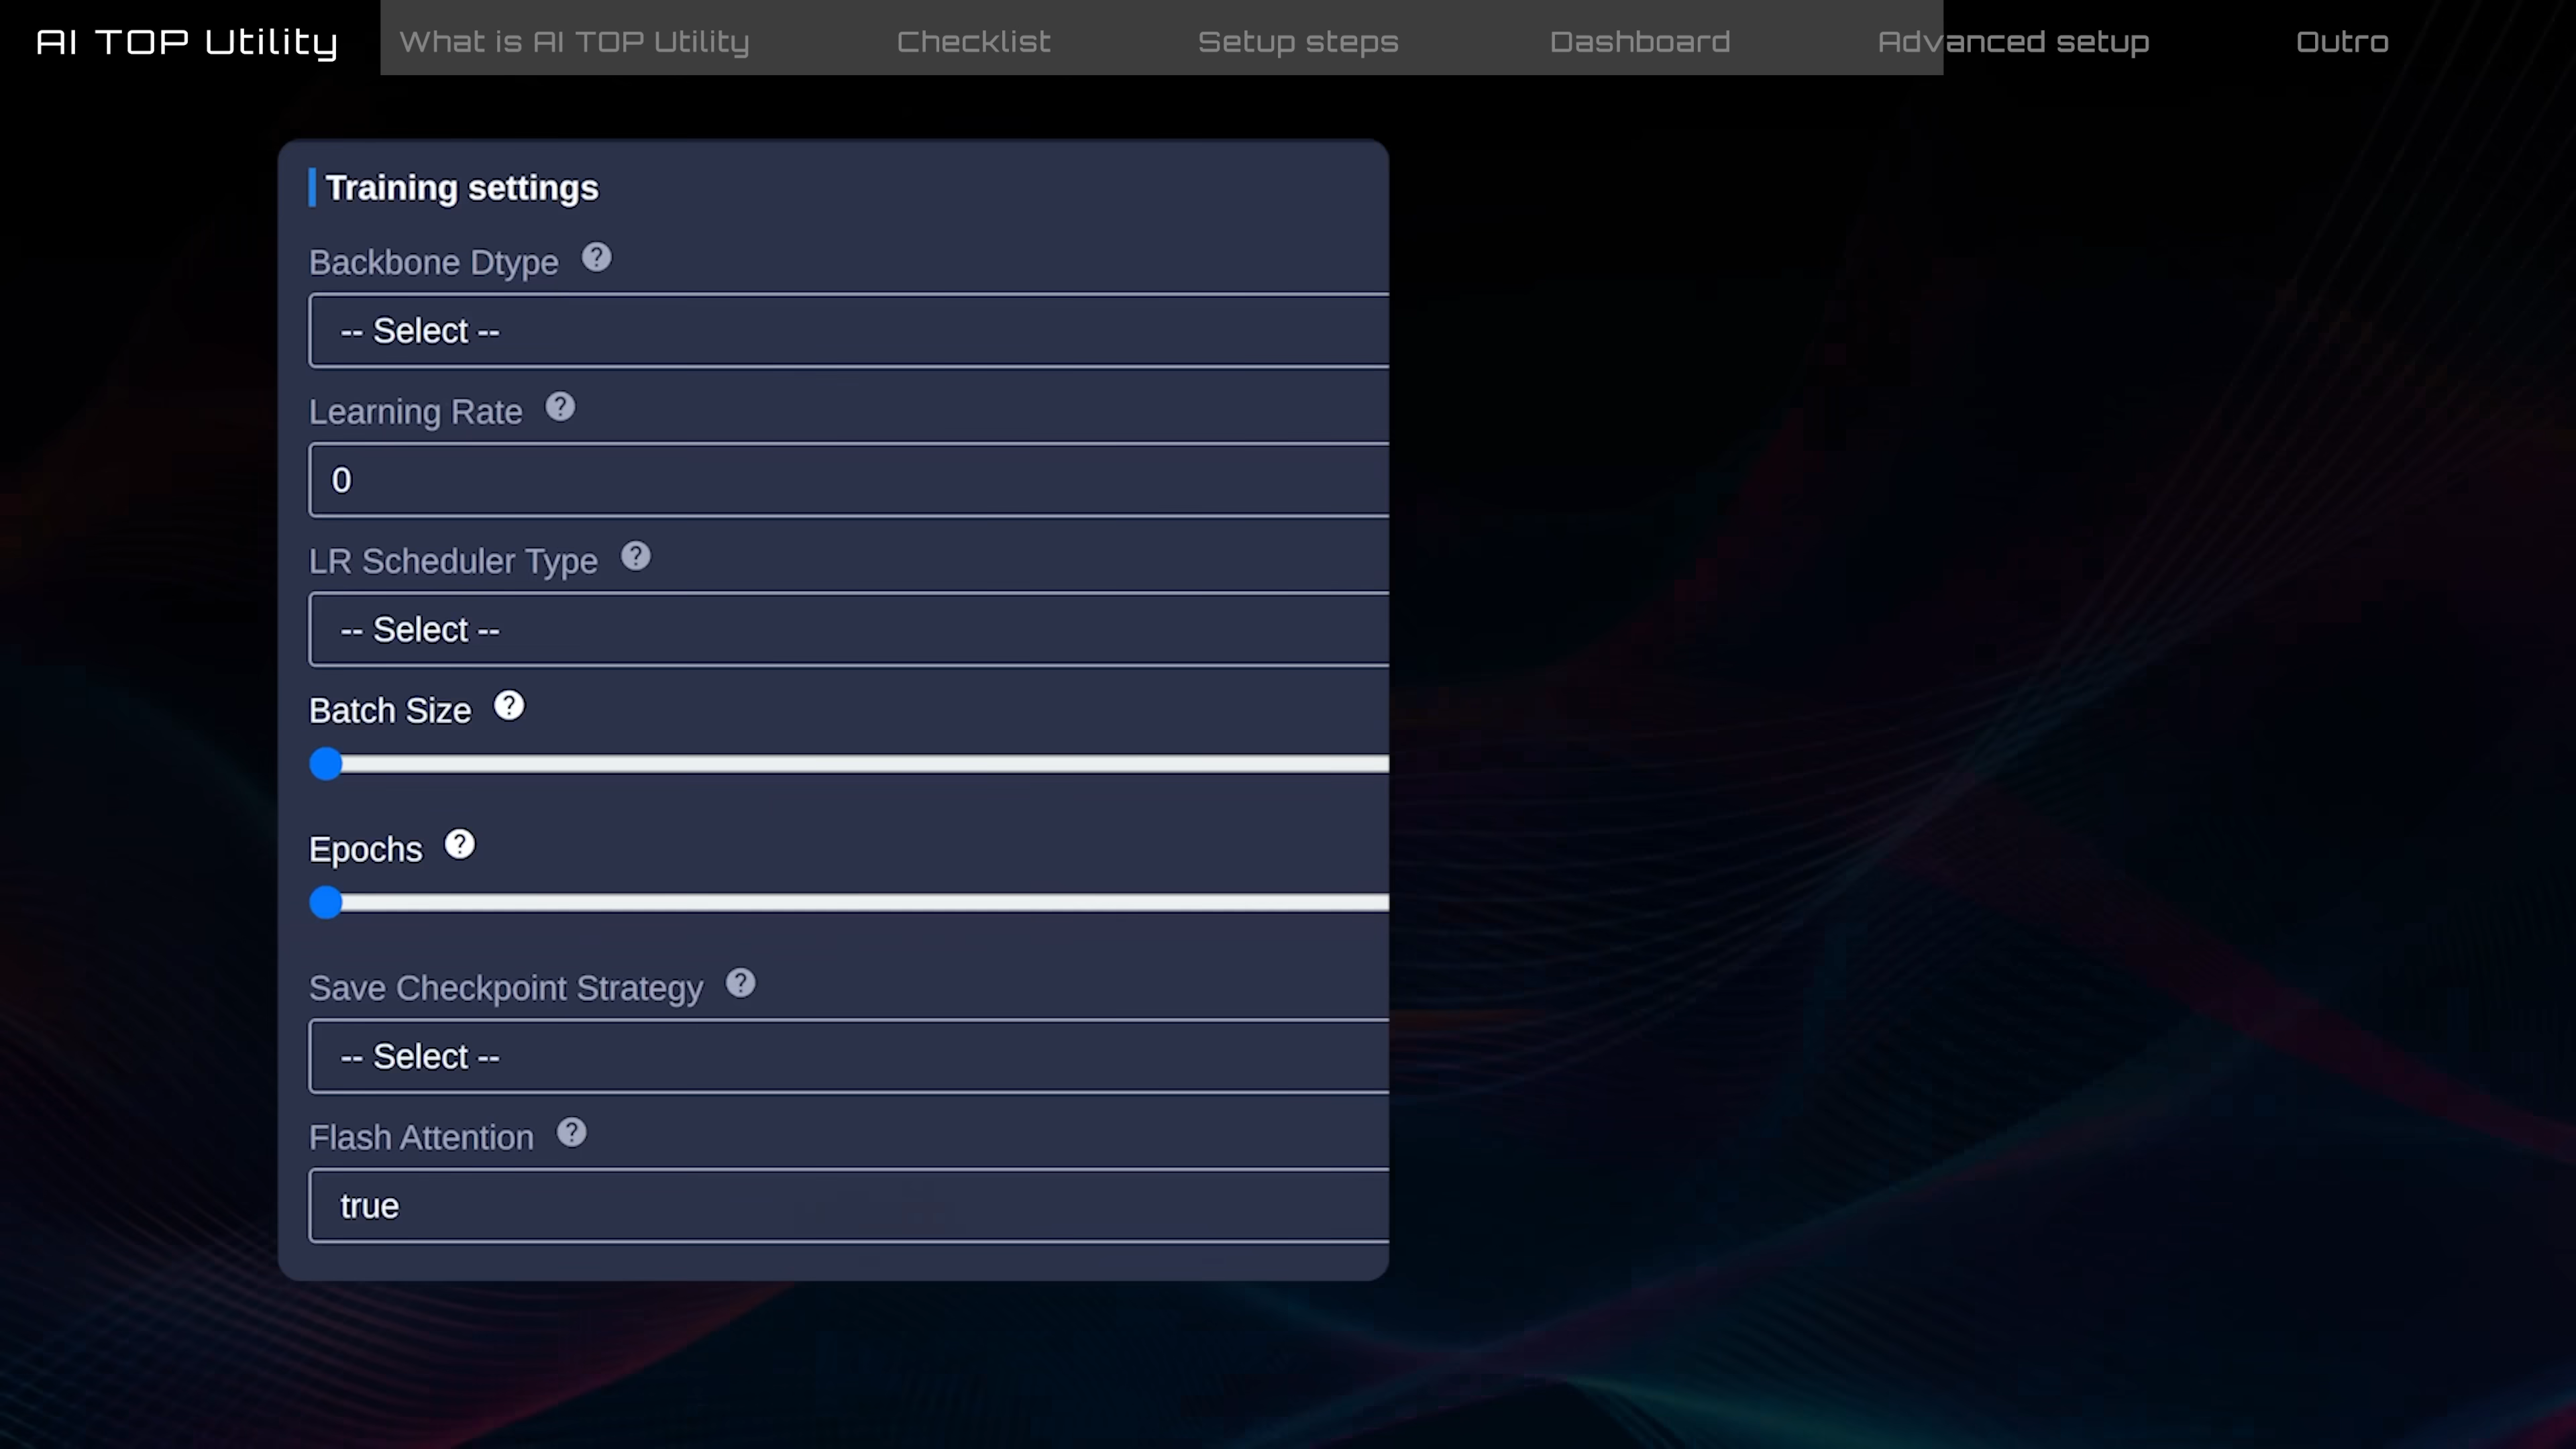 AI TOP Utility
What is AI TOP Utility
Checklist
Setup steps
Dashboard
Advanced setup
Outro
Training settings
Backbone Dtype ?
-- Select --
Learning Rate ?
0
LR Scheduler Type ?
-- Select --
Batch Size ?
Epochs ?
Save Checkpoint Strategy ?
-- Select --
Flash Attention ?
true